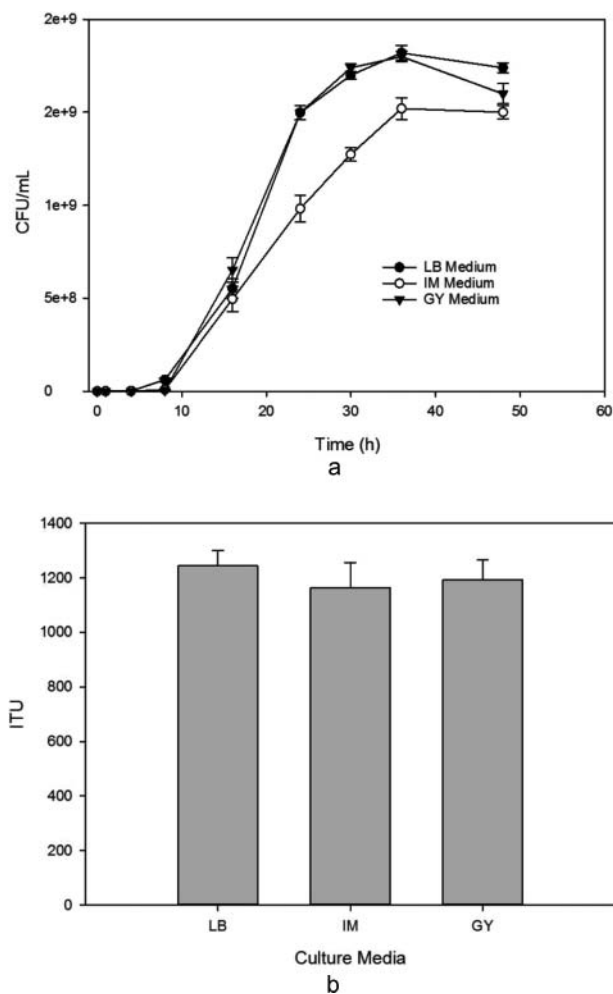 2e+9
2e+9
1e+9
5e+8
0
CFU/mL
LB Medium
IM Medium
GY Medium
0 10 20 30 40 50 60
Time (h)
a
1400
1200
1000
800
600
400
200
0
ITU
LB IM GY
Culture Media
b